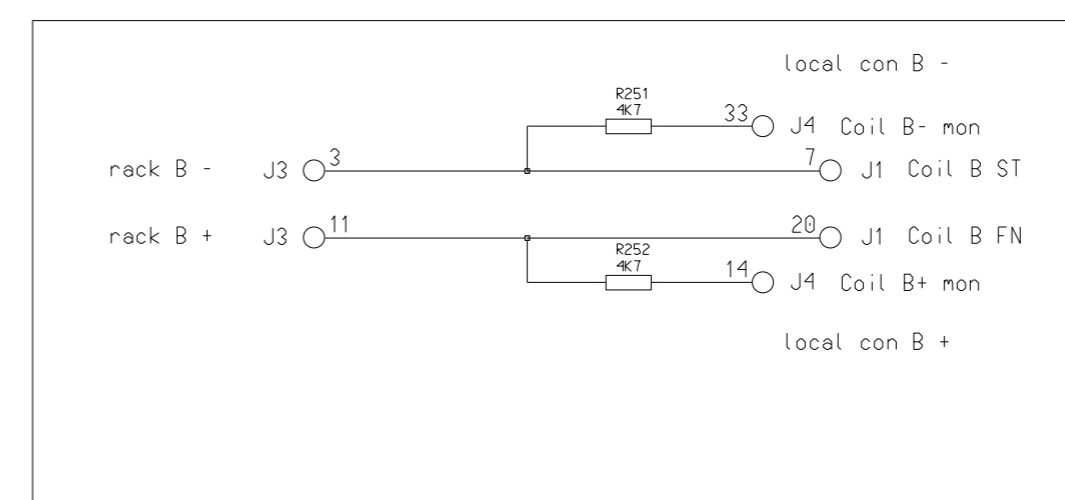 local con B -
R251
4K7
33 J4 Coil B- mon
rack B - J3 3 7 J1 Coil B ST
rack B + J3 11 20 J1 Coil B FN
R252
4K7
14 J4 Coil B+ mon
local con B +